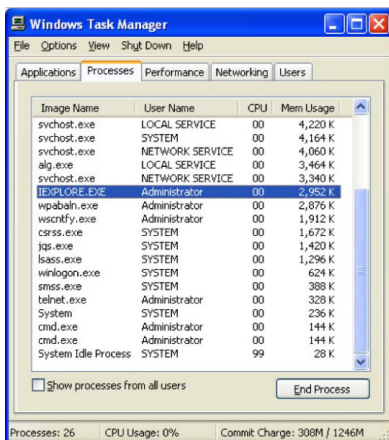 Windows Task Manager
File Options View Shut Down Help
Applications Processes Performance Networking Users
Image Name User Name CPU Mem Usage
svchost.exe LOCAL SERVICE 00 4,220 K
svchost.exe SYSTEM 00 4,164 K
svchost.exe NETWORK SERVICE 00 4,060 K
alg.exe LOCAL SERVICE 00 3,464 K
svchost.exe NETWORK SERVICE 00 3,340 K
IEXPLORE.EXE Administrator 00 2,952 K
wpabaln.exe Administrator 00 2,876 K
wscntfy.exe Administrator 00 1,912 K
csrss.exe SYSTEM 00 1,672 K
jqs.exe SYSTEM 00 1,420 K
lsass.exe SYSTEM 00 1,296 K
winlogon.exe SYSTEM 00 624 K
smss.exe SYSTEM 00 388 K
telnet.exe Administrator 00 328 K
System SYSTEM 00 236 K
cmd.exe Administrator 00 144 K
cmd.exe Administrator 00 144 K
System Idle Process SYSTEM 99 28 K
Show processes from all users
End Process
Processes: 26 CPU Usage: 0% Commit Charge: 308M / 1246M